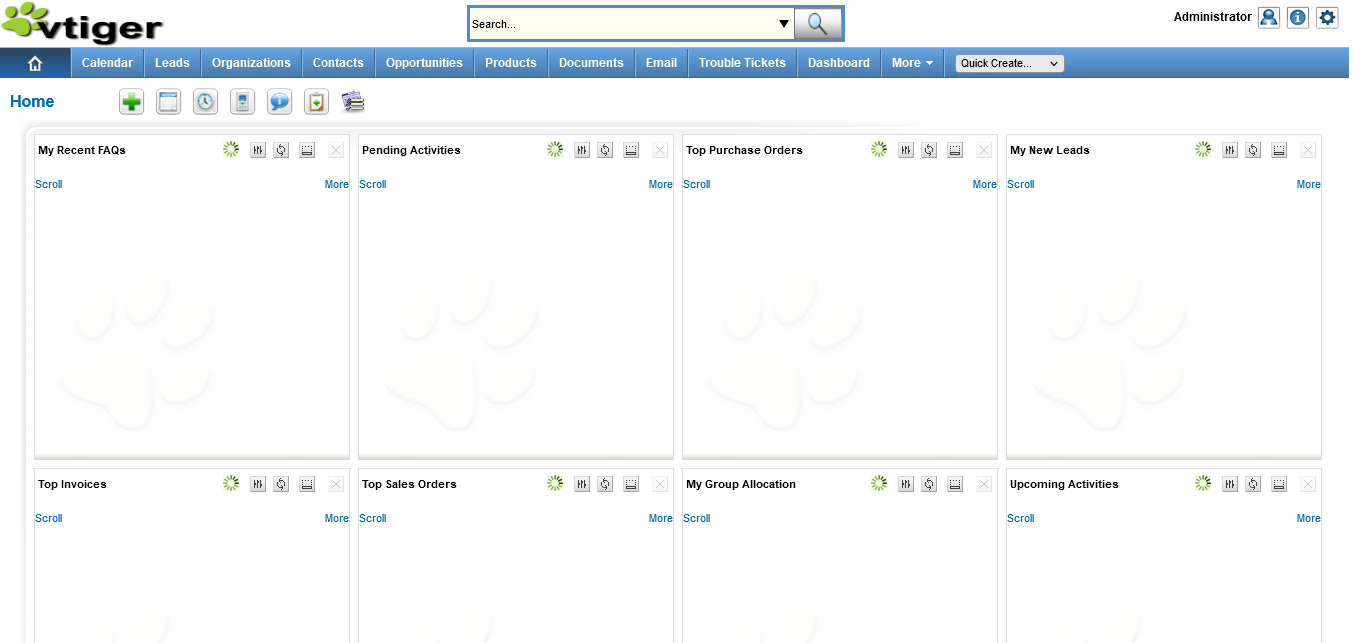 vtiger
Search...
Administrator
Calendar Leads Organizations Contacts Opportunities Products Documents Email Trouble Tickets Dashboard More Quick Create...
Home
My Recent FAQs
Scroll More
Pending Activities
Scroll More
Top Purchase Orders
Scroll More
My New Leads
Scroll More
Top Invoices
Scroll More
Top Sales Orders
Scroll More
My Group Allocation
Scroll More
Upcoming Activities
Scroll More